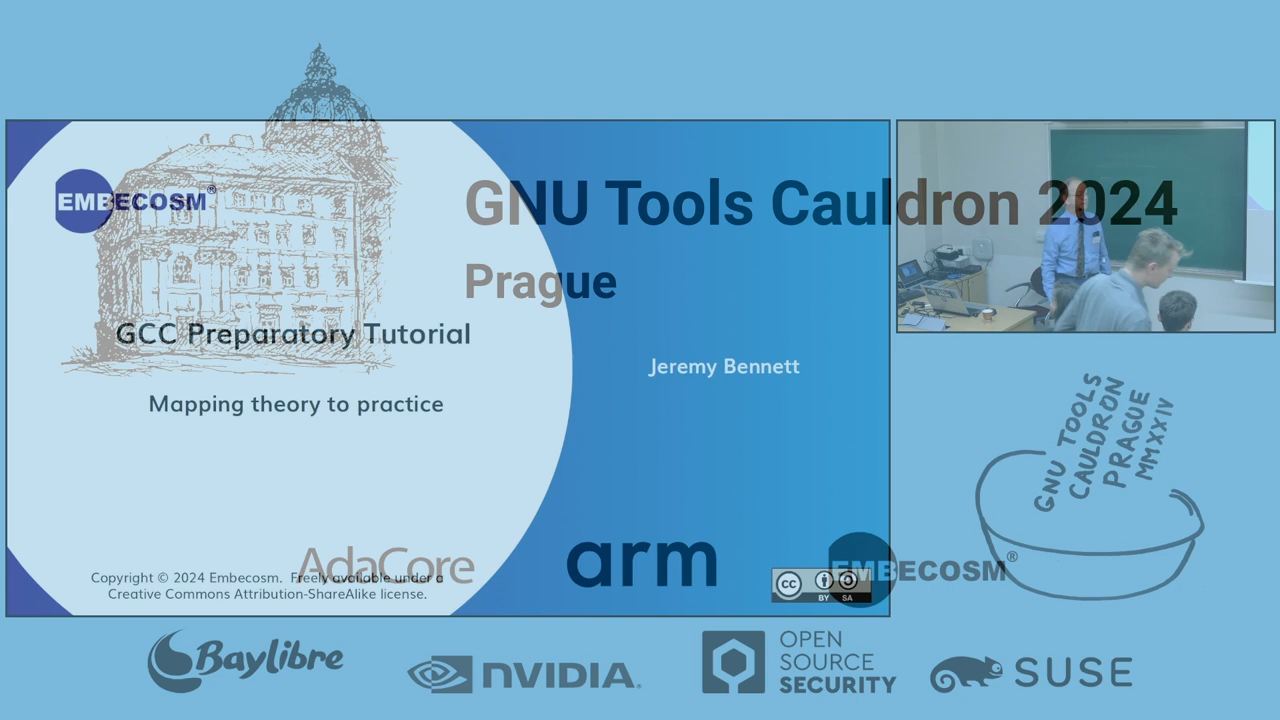 GNU Tools Cauldron 2024
Prague
EMBECOSM®
GCC Preparatory Tutorial
Mapping theory to practice
Jeremy Bennett
Copyright © 2024 Embecosm. Freely available under a
Creative Commons Attribution-ShareAlike license.
cc
BY SA
GNU TOOLS
CAULDRON
PRAGUE
MMXXIV
AdaCore
arm
EMBECOSM®
Baylibre
NVIDIA.
OPEN
SOURCE
SECURITY
SUSE